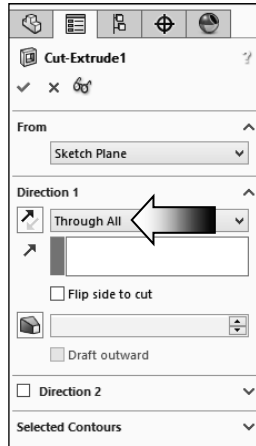 Cut-Extrude1
?
From
Sketch Plane
Direction 1
Through All
Flip side to cut
Draft outward
Direction 2
Selected Contours